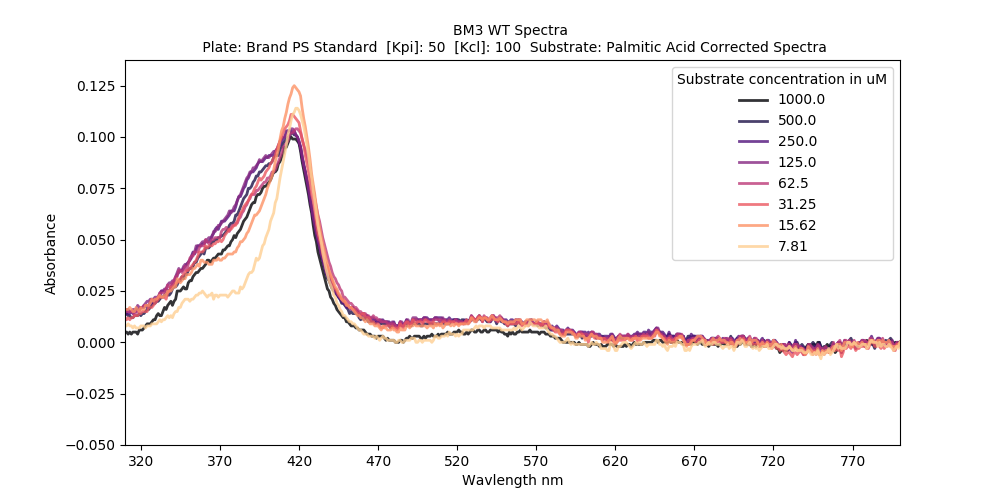 BM3 WT Spectra
Plate: Brand PS Standard [Kpi]: 50 [Kcl]: 100 Substrate: Palmitic Acid Corrected Spectra
Substrate concentration in uM
1000.0
500.0
250.0
125.0
62.5
31.25
15.62
7.81
Absorbance
0.125
0.100
0.075
0.050
0.025
0.000
−0.025
−0.050
320 370 420 470 520 570 620 670 720 770
Wavlength nm